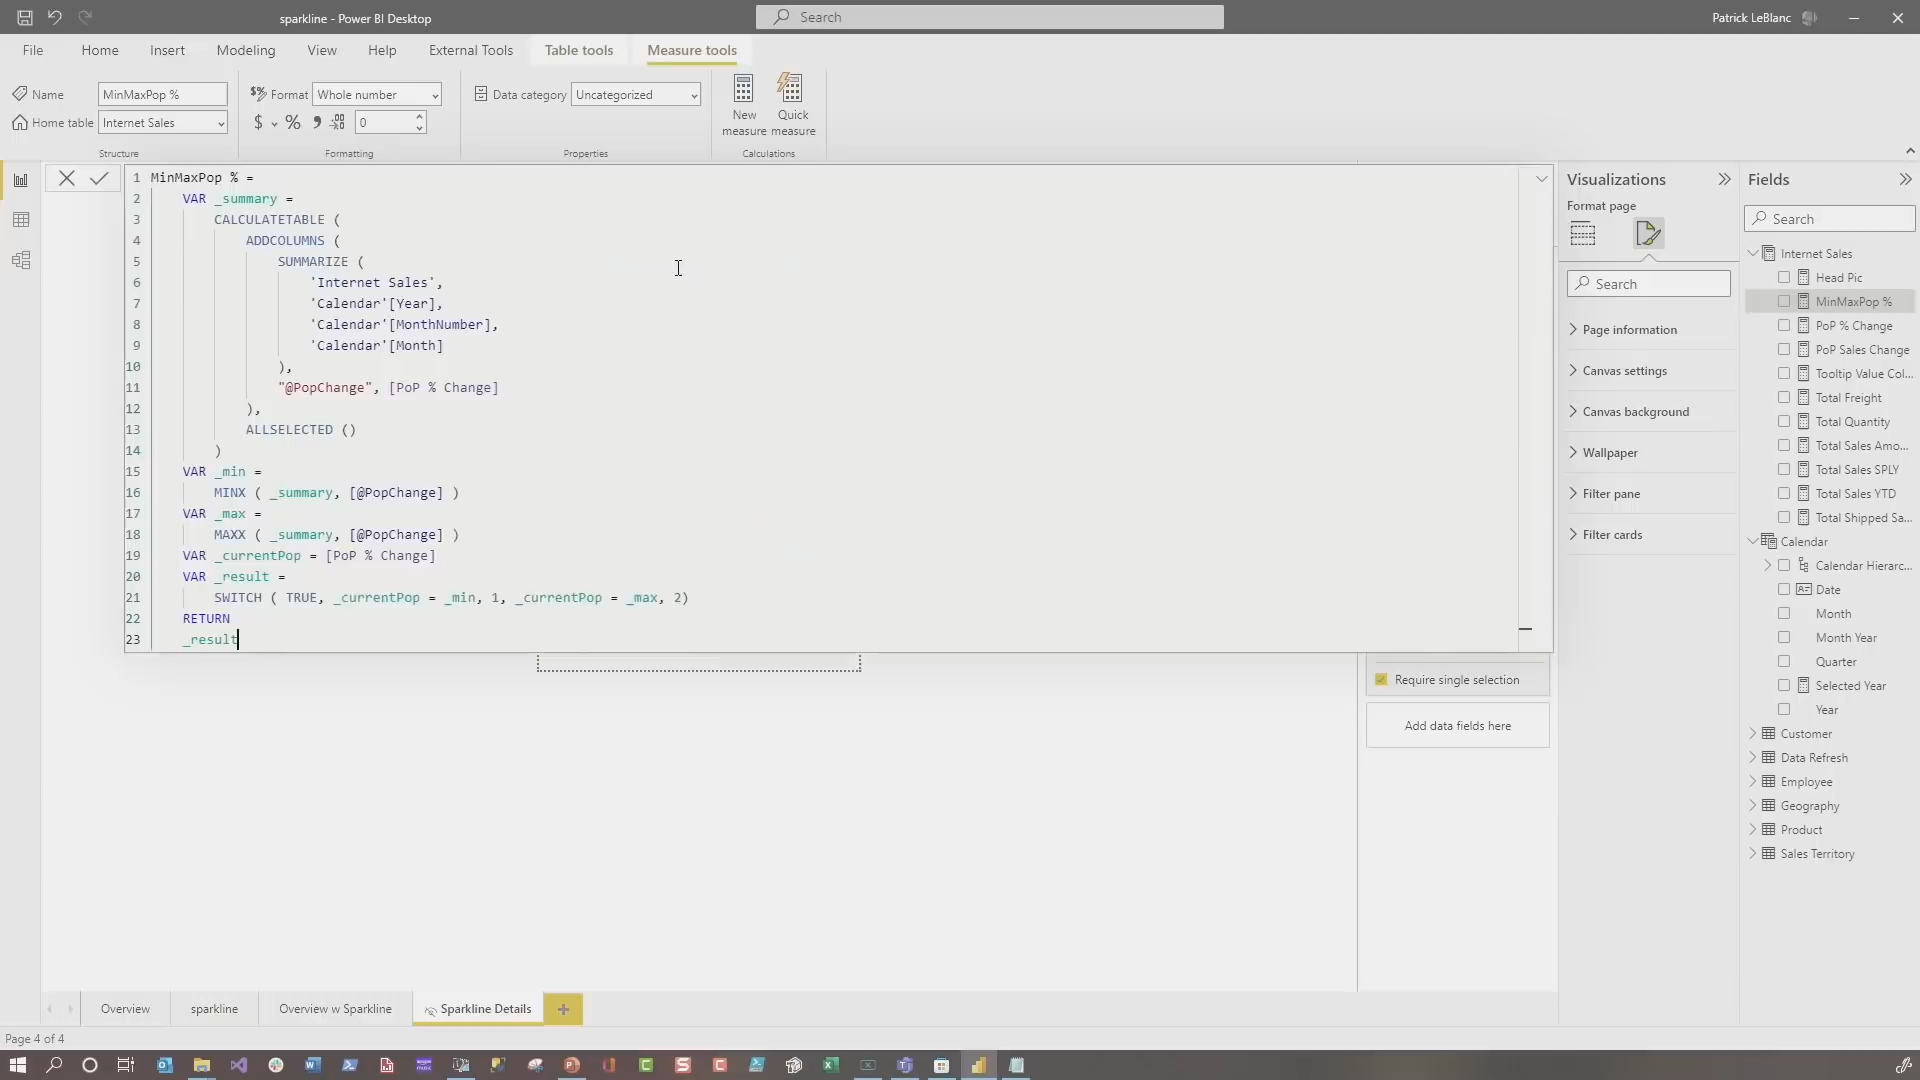 sparkline - Power BI Desktop
Search
Patrick LeBlanc
File
Home
Insert
Modeling
View
Help
External Tools
Table tools
Measure tools
Name
MinMaxPop %
Home table
Internet Sales
Structure
Format
Whole number
$
%
0
Formatting
Data category
Uncategorized
Properties
New measure
Quick measure
Calculations
1 MinMaxPop % =
2 VAR _summary =
3 CALCULATETABLE (
4 ADDCOLUMNS (
5 SUMMARIZE (
6 'Internet Sales',
7 'Calendar'[Year],
8 'Calendar'[MonthNumber],
9 'Calendar'[Month]
10 ),
11 "@PopChange", [PoP % Change]
12 ),
13 ALLSELECTED ()
14 )
15 VAR _min =
16 MINX ( _summary, [@PopChange] )
17 VAR _max =
18 MAXX ( _summary, [@PopChange] )
19 VAR _currentPop = [PoP % Change]
20 VAR _result =
21 SWITCH ( TRUE, _currentPop = _min, 1, _currentPop = _max, 2)
22 RETURN
23 _result
Require single selection
Add data fields here
Visualizations
Format page
Search
Page information
Canvas settings
Canvas background
Wallpaper
Filter pane
Filter cards
Fields
Search
Internet Sales
Head Pic
MinMaxPop %
PoP % Change
PoP Sales Change
Tooltip Value Col...
Total Freight
Total Quantity
Total Sales Amo...
Total Sales SPLY
Total Sales YTD
Total Shipped Sa...
Calendar
Calendar Hierarc...
Date
Month
Month Year
Quarter
Selected Year
Year
Customer
Data Refresh
Employee
Geography
Product
Sales Territory
Overview
sparkline
Overview w Sparkline
Sparkline Details
Page 4 of 4